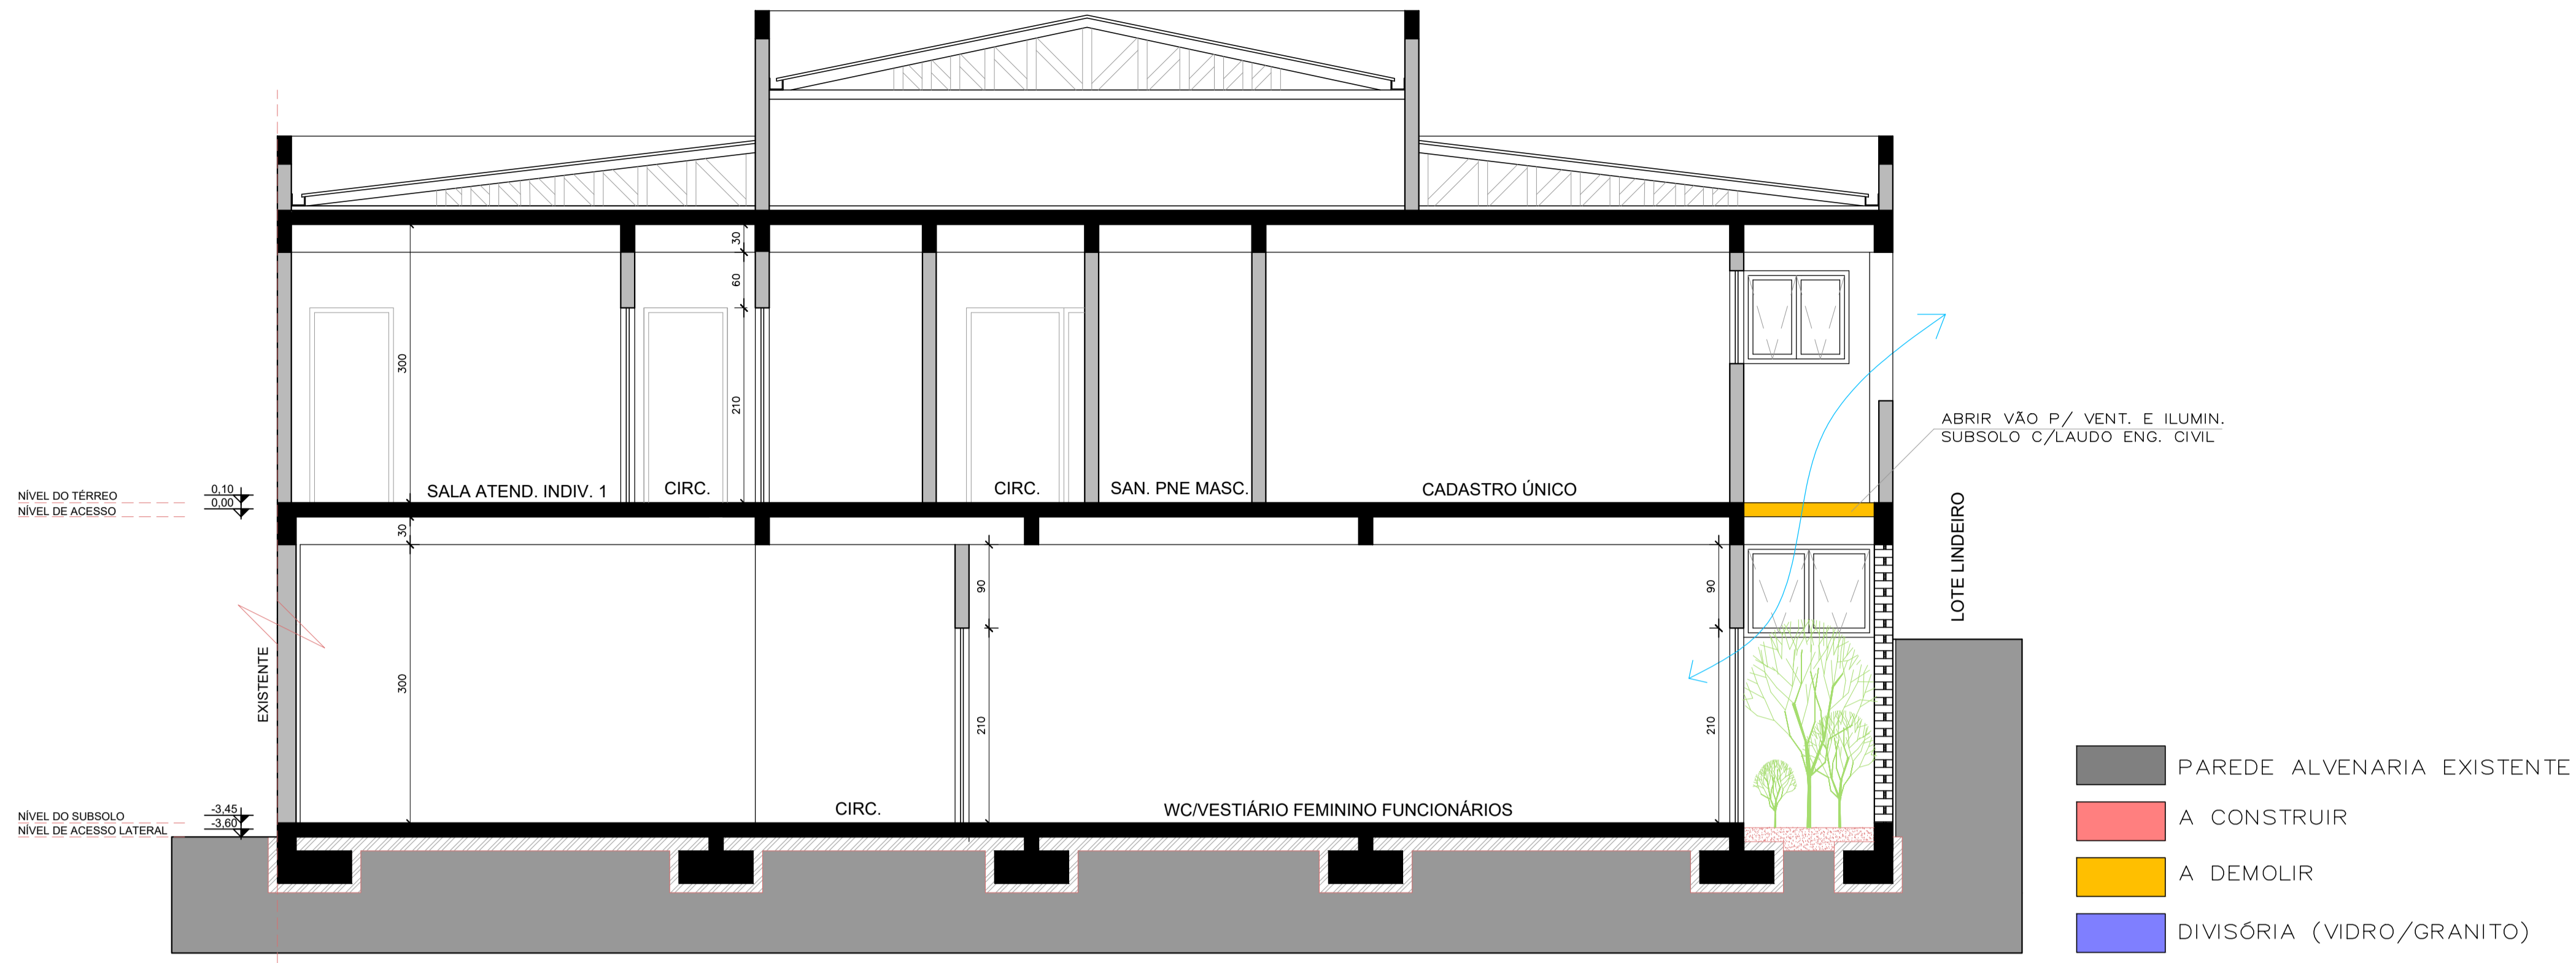 30
60
300
210
ABRIR VÃO P/ VENT. E ILUMIN.
SUBSOLO C/LAUDO ENG. CIVIL
SALA ATEND. INDIV. 1
CIRC.
CIRC.
SAN. PNE MASC.
CADASTRO ÚNICO
NÍVEL DO TÉRREO
0,10
0,00
NÍVEL DE ACESSO
LOTE LINDEIRO
30
90
90
EXISTENTE
300
210
210
PAREDE ALVENARIA EXISTENTE
A CONSTRUIR
A DEMOLIR
DIVISÓRIA (VIDRO/GRANITO)
CIRC.
WC/VESTIÁRIO FEMININO FUNCIONÁRIOS
NÍVEL DO SUBSOLO
-3,45
-3,60
NÍVEL DE ACESSO LATERAL